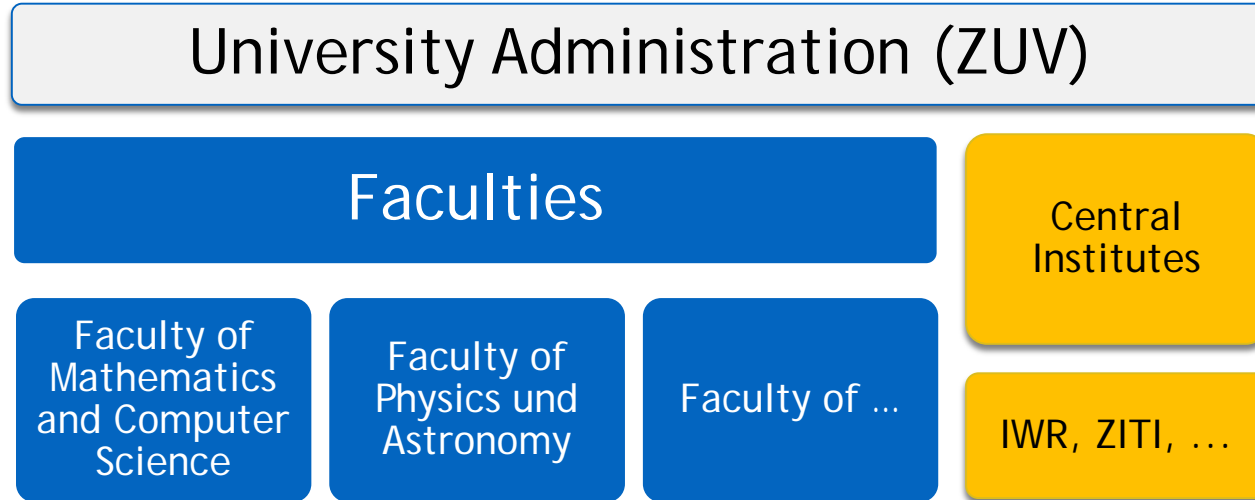 University Administration (ZUV)
Faculties
Central
Institutes
Faculty of
Mathematics
and Computer
Science
Faculty of
Physics und
Astronomy
Faculty of ...
IWR, ZITI, ...